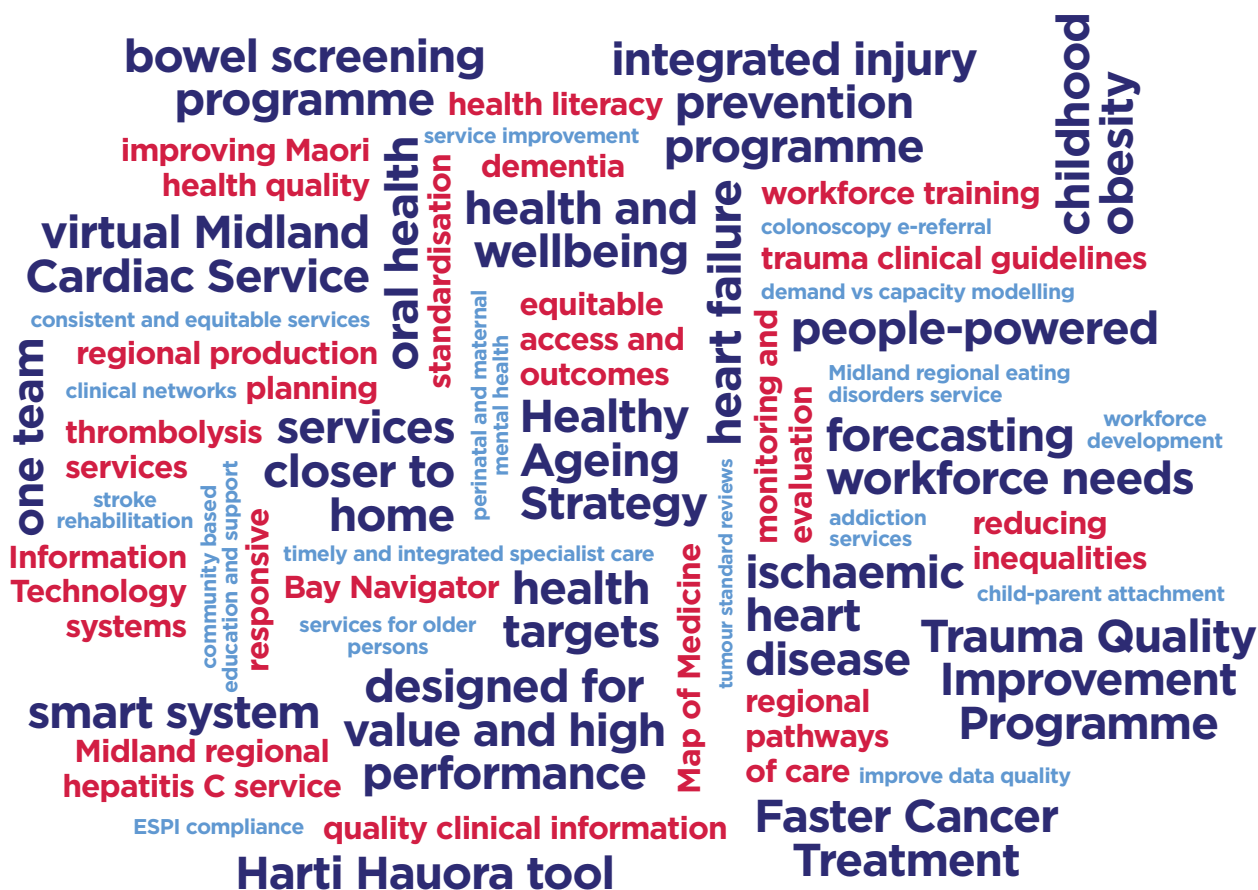 bowel screening
programme
integrated injury
prevention
programme
childhood
obesity
health literacy
service improvement
improving Maori
health quality
oral health
standardisation
dementia
health and
wellbeing
heart failure
workforce training
colonoscopy e-referral
trauma clinical guidelines
demand vs capacity modelling
virtual Midland
Cardiac Service
consistent and equitable services
regional production
planning
clinical networks
perinatal and maternal
mental health
equitable
access and
outcomes
monitoring and
evaluation
people-powered
Midland regional eating
disorders service
one team
thrombolysis
services
services
closer to
home
Healthy
Ageing
Strategy
forecasting
workforce needs
workforce
development
stroke
rehabilitation
community based
education and support
responsive
tumour standard reviews
addiction
services
reducing
inequalities
Information
Technology
systems
timely and integrated specialist care
Bay Navigator
health
targets
Map of Medicine
ischaemic
heart
disease
child-parent attachment
services for older
persons
Trauma Quality
Improvement
Programme
designed for
value and high
performance
smart system
Midland regional
hepatitis C service
regional
pathways
of care
improve data quality
ESPI compliance
quality clinical information
Faster Cancer
Treatment
Harti Hauora tool